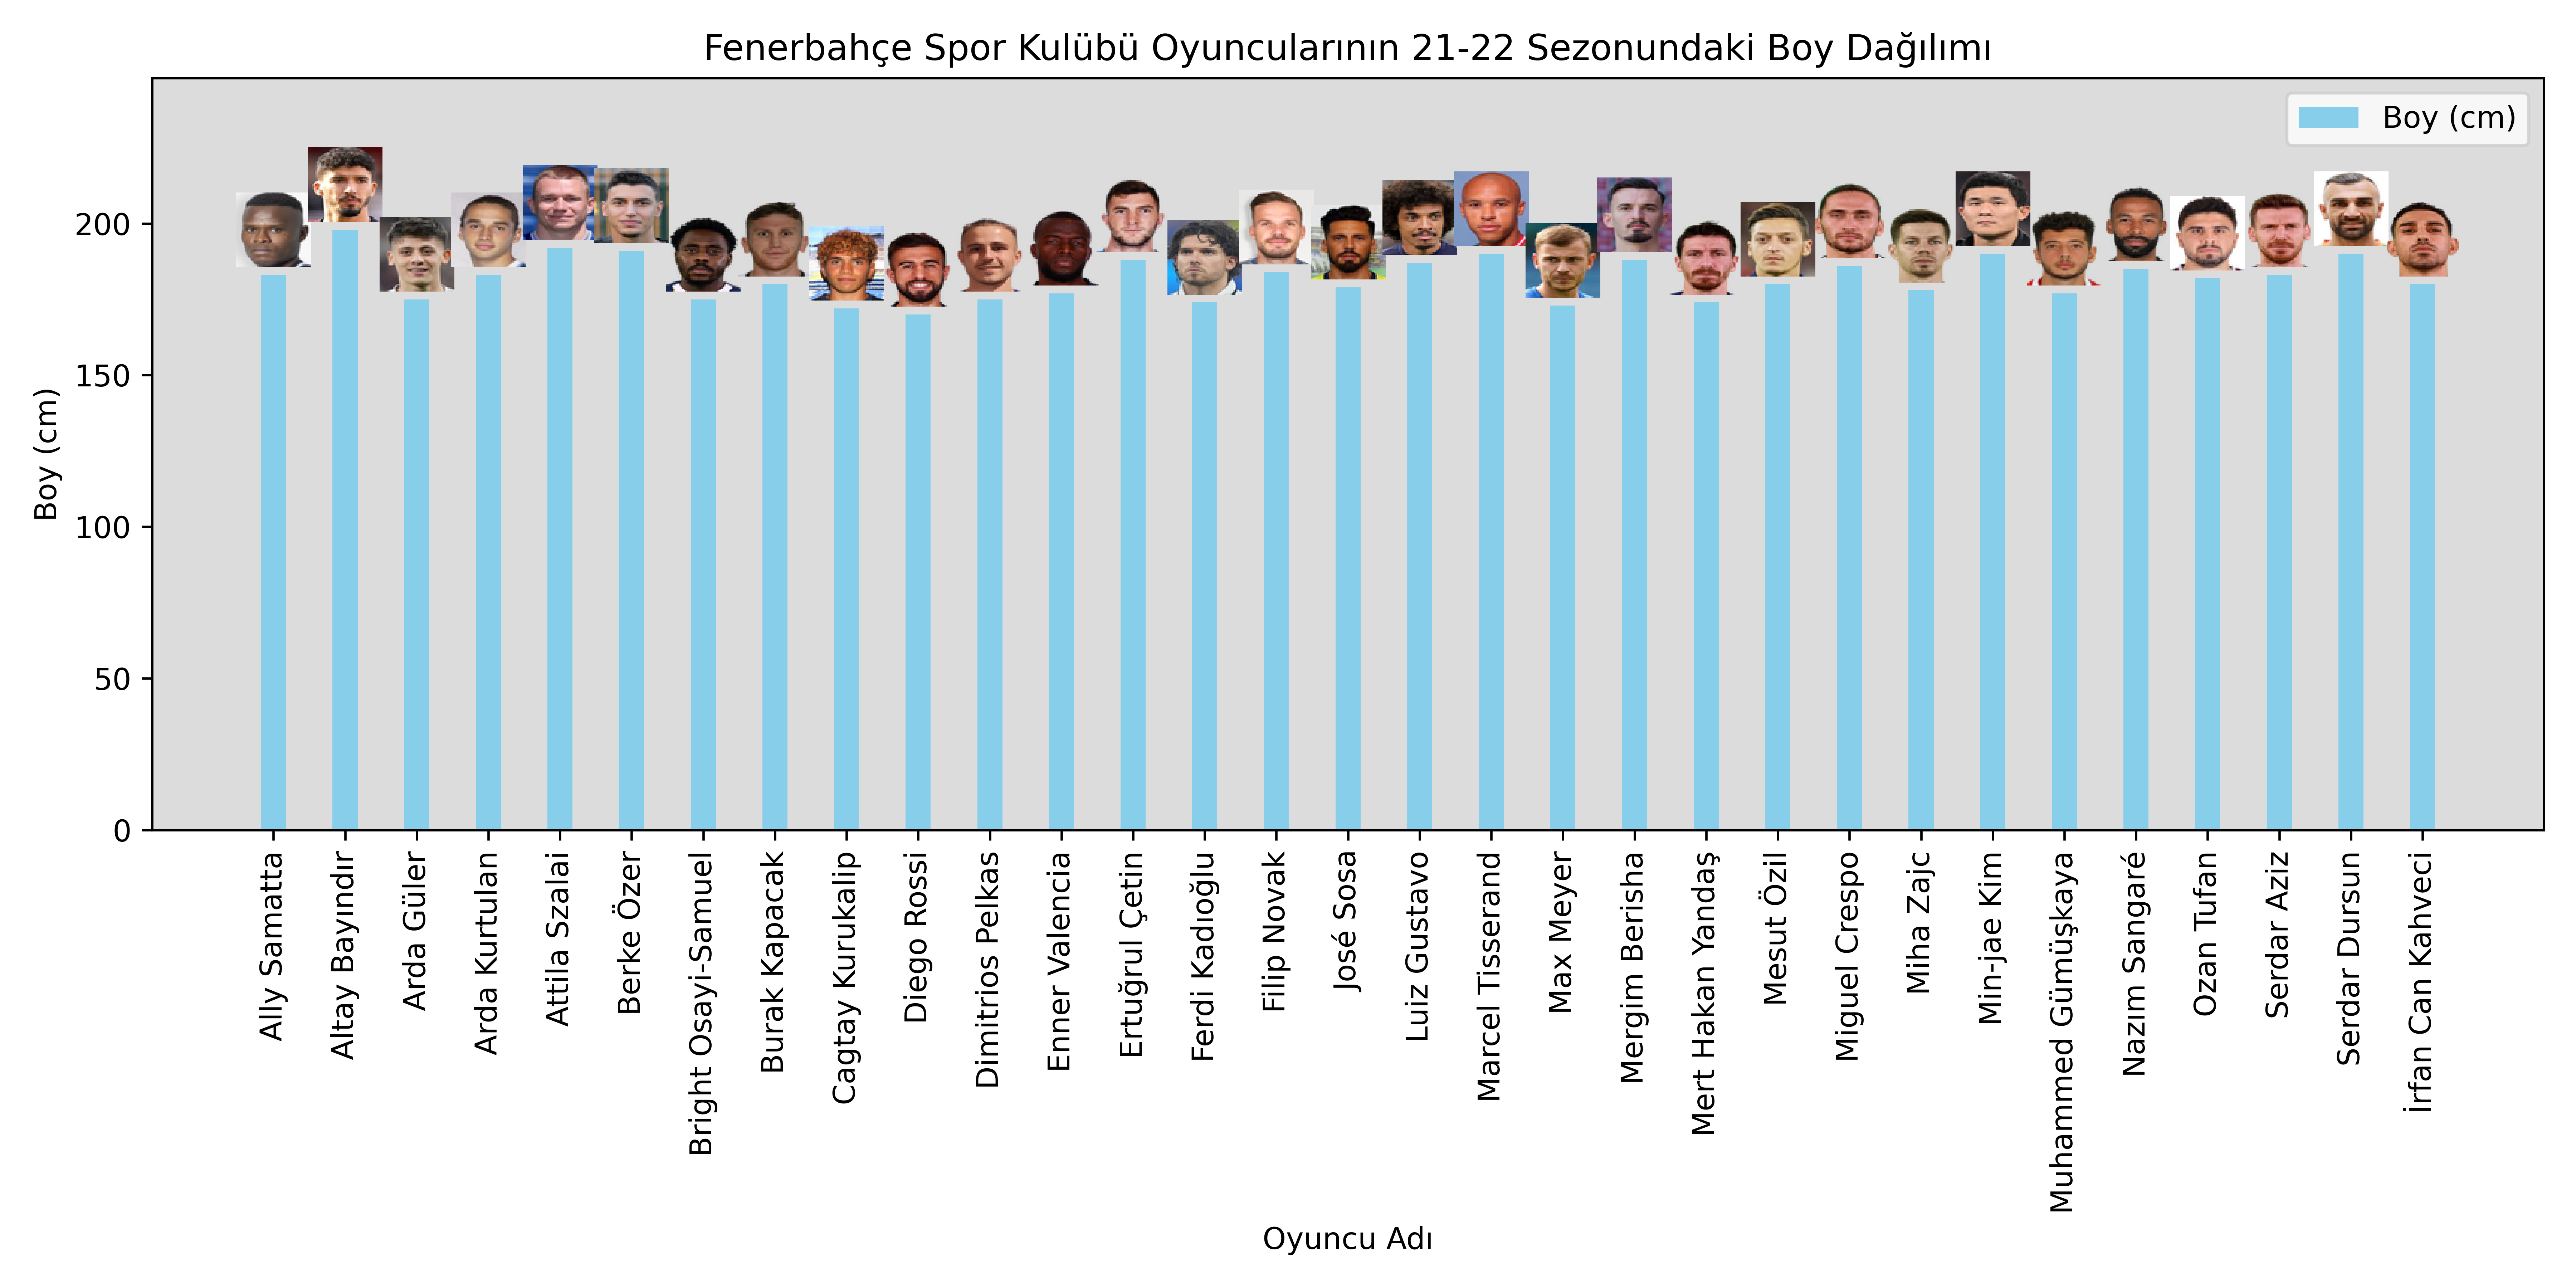 Fenerbahçe Spor Kulübü Oyuncularının 21-22 Sezonundaki Boy Dağılımı
Boy (cm)
Boy (cm)
200
150
100
50
0
Ally Samatta
Altay Bayındır
Arda Güler
Arda Kurtulan
Attila Szalai
Berke Özer
Bright Osayi-Samuel
Burak Kapacak
Cagtay Kurukalip
Diego Rossi
Dimitrios Pelkas
Enner Valencia
Ertuğrul Çetin
Ferdi Kadıoğlu
Filip Novak
José Sosa
Luiz Gustavo
Marcel Tisserand
Max Meyer
Mergim Berisha
Mert Hakan Yandaş
Mesut Özil
Miguel Crespo
Miha Zajc
Min-jae Kim
Muhammed Gümüşkaya
Nazım Sangaré
Ozan Tufan
Serdar Aziz
Serdar Dursun
İrfan Can Kahveci
Oyuncu Adı